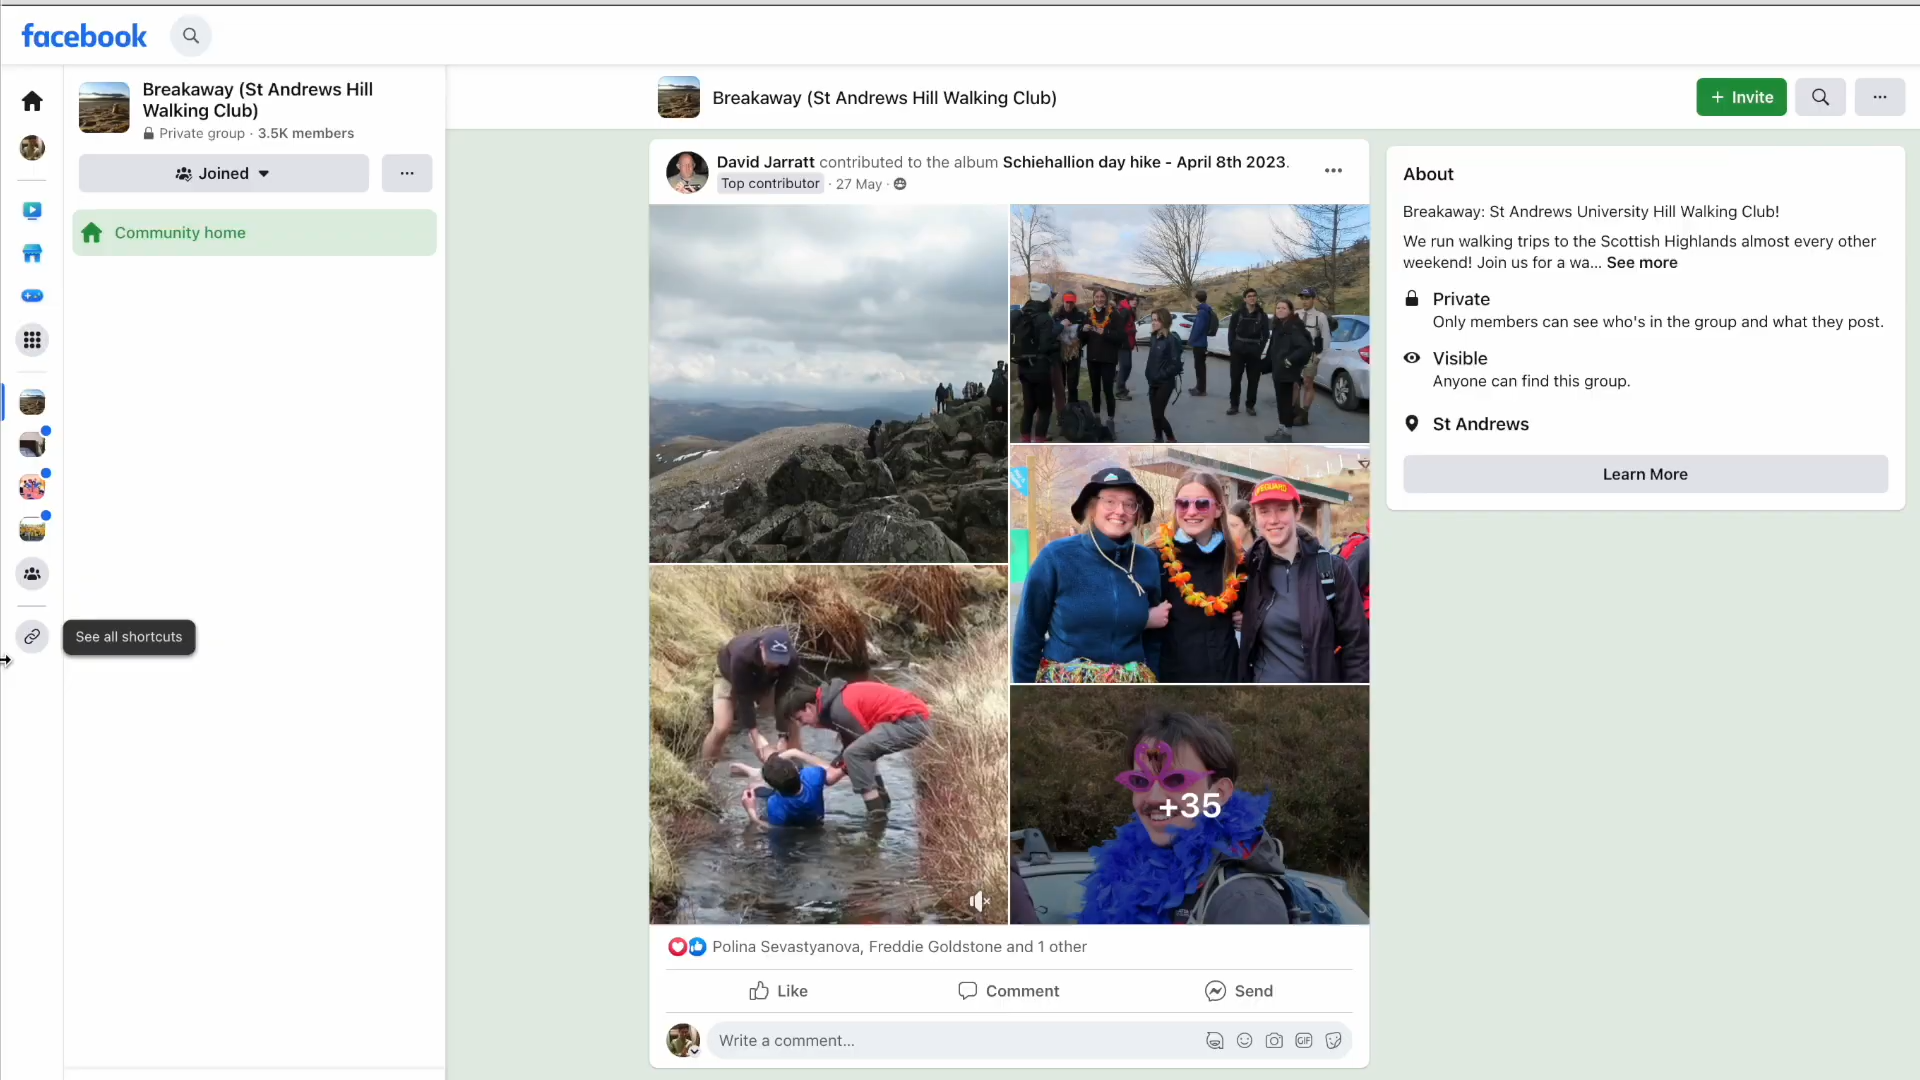 facebook
Breakaway (St Andrews Hill
Walking Club)
Private group · 3.5K members
Joined
Community home
See all shortcuts
Breakaway (St Andrews Hill Walking Club)
+ Invite
David Jarratt contributed to the album Schiehallion day hike - April 8th 2023.
Top contributor · 27 May ·
LIFEGUARD
+35
Polina Sevastyanova, Freddie Goldstone and 1 other
Like
Comment
Send
Write a comment...
GIF
About
Breakaway: St Andrews University Hill Walking Club!
We run walking trips to the Scottish Highlands almost every other
weekend! Join us for a wa... See more
Private
Only members can see who's in the group and what they post.
Visible
Anyone can find this group.
St Andrews
Learn More